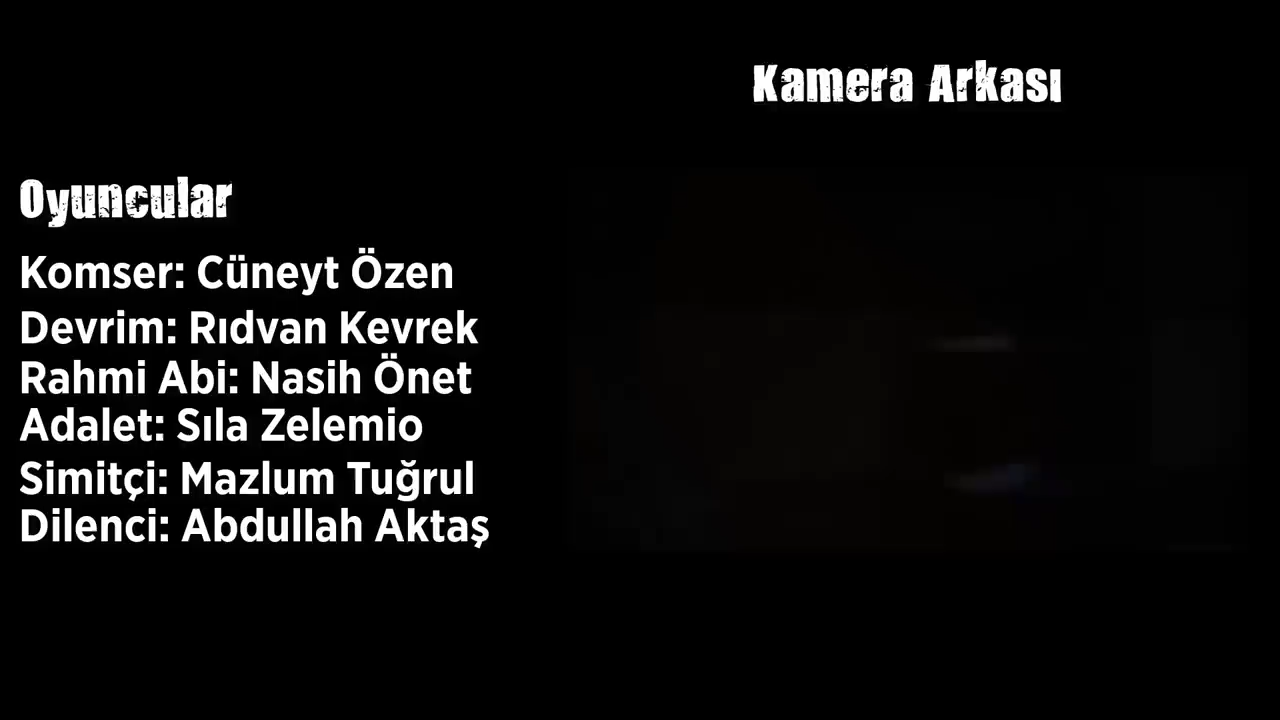 Kamera Arkası
Oyuncular
Komser: Cüneyt Özen
Devrim: Rıdvan Kevrek
Rahmi Abi: Nasih Önet
Adalet: Sıla Zelemio
Simitçi: Mazlum Tuğrul
Dilenci: Abdullah Aktaş